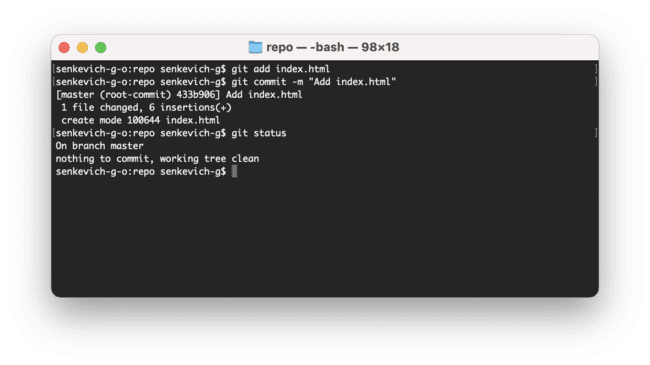 repo — -bash — 98×18
[senkevich-g-o:repo senkevich-g$ git add index.html ]
[senkevich-g-o:repo senkevich-g$ git commit -m "Add index.html" ]
[master (root-commit) 433b906] Add index.html
 1 file changed, 6 insertions(+)
 create mode 100644 index.html
[senkevich-g-o:repo senkevich-g$ git status ]
On branch master
nothing to commit, working tree clean
senkevich-g-o:repo senkevich-g$